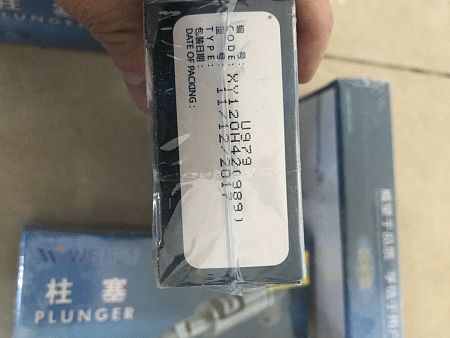 U979
编 号:
CODE: XY120H42(989)
型 号:
TYPE: 11/12/2017
包装日期:
DATE OF PACKING:
WEIFU
柱 塞
PLUNGER